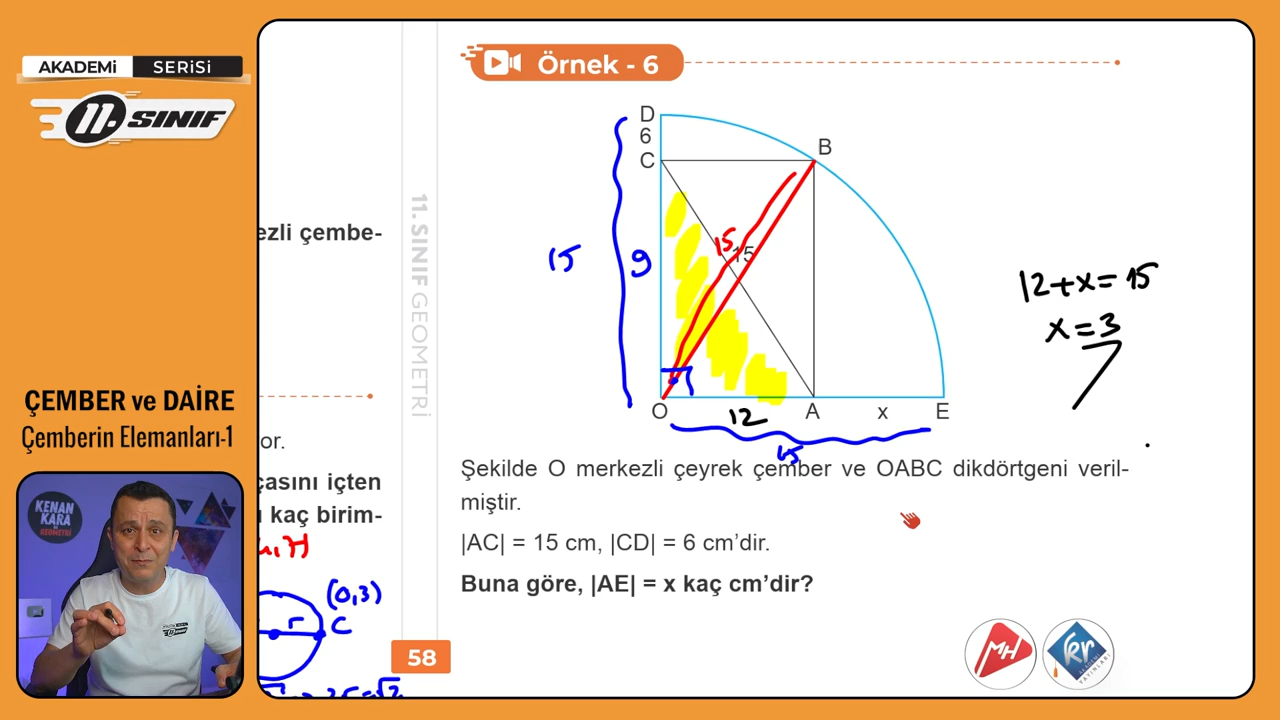 AKADEMİ SERİSİ
11. SINIF
ÇEMBER ve DAİRE
Çemberin Elemanları-1
KENAN
KARA
GEOMETRİ
ezli çembe-
or.
çasını içten
kaç birim-
(0,3)
r
C
11. SINIF GEOMETRİ
58
Örnek - 6
D
6
C
B
15
9
15
15
O
12
A
x
E
15
12+x=15
x=3
Şekilde O merkezli çeyrek çember ve OABC dikdörtgeni veril-
miştir.
|AC| = 15 cm, |CD| = 6 cm'dir.
Buna göre, |AE| = x kaç cm'dir?
MH